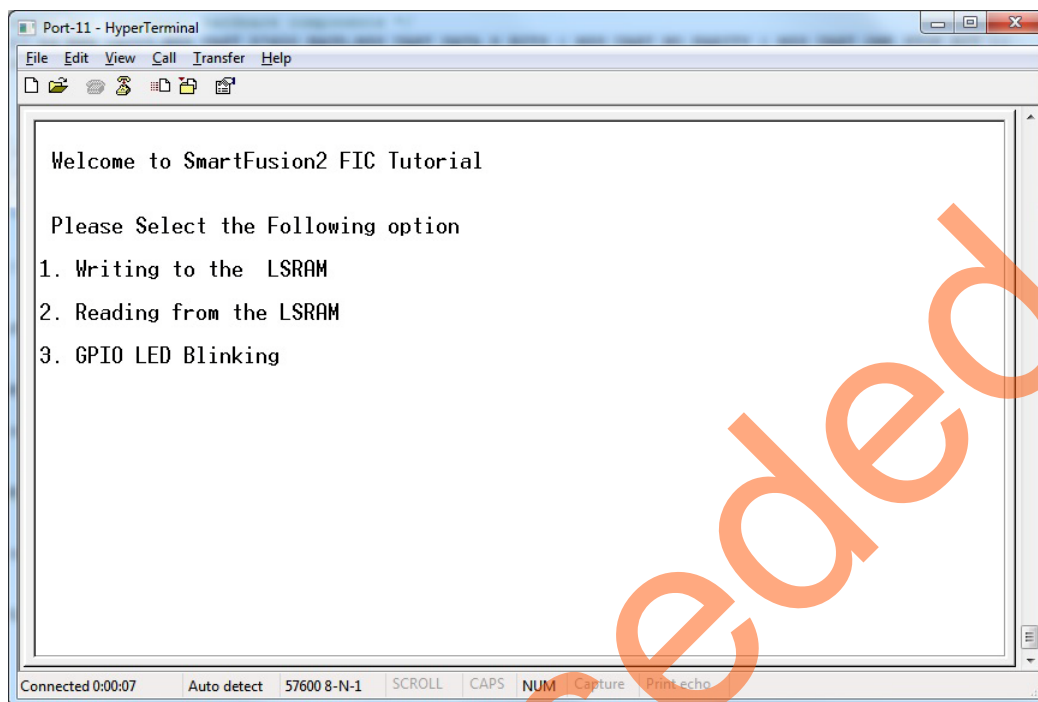 Port-11 - HyperTerminal
File Edit View Call Transfer Help
Welcome to SmartFusion2 FIC Tutorial
Please Select the Following option
1. Writing to the LSRAM
2. Reading from the LSRAM
3. GPIO LED Blinking
Connected 0:00:07 Auto detect 57600 8-N-1 SCROLL CAPS NUM Capture Print echo
eded